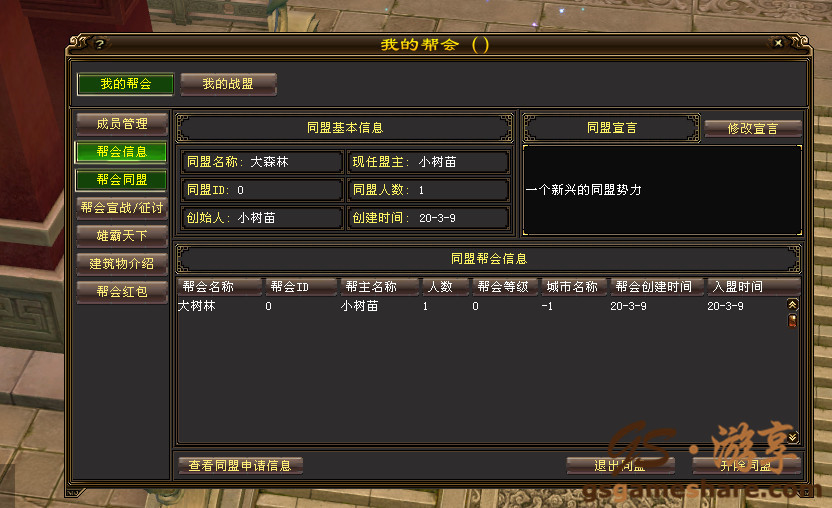 我的帮会 ( )
我的帮会 我的战盟
成员管理
帮会信息
帮会同盟
帮会宣战/征讨
雄霸天下
建筑物介绍
帮会红包
同盟基本信息
同盟名称: 大森林 现任盟主: 小树苗
同盟ID: 0 同盟人数: 1
创始人: 小树苗 创建时间: 20-3-9
同盟宣言 修改宣言
一个新兴的同盟势力
同盟帮会信息
帮会名称 帮会ID 帮主名称 人数 帮会等级 城市名称 帮会创建时间 入盟时间
大树林 0 小树苗 1 0 -1 20-3-9 20-3-9
查看同盟申请信息 退出同盟 开除同盟
GS·游享
gsgameshare.com